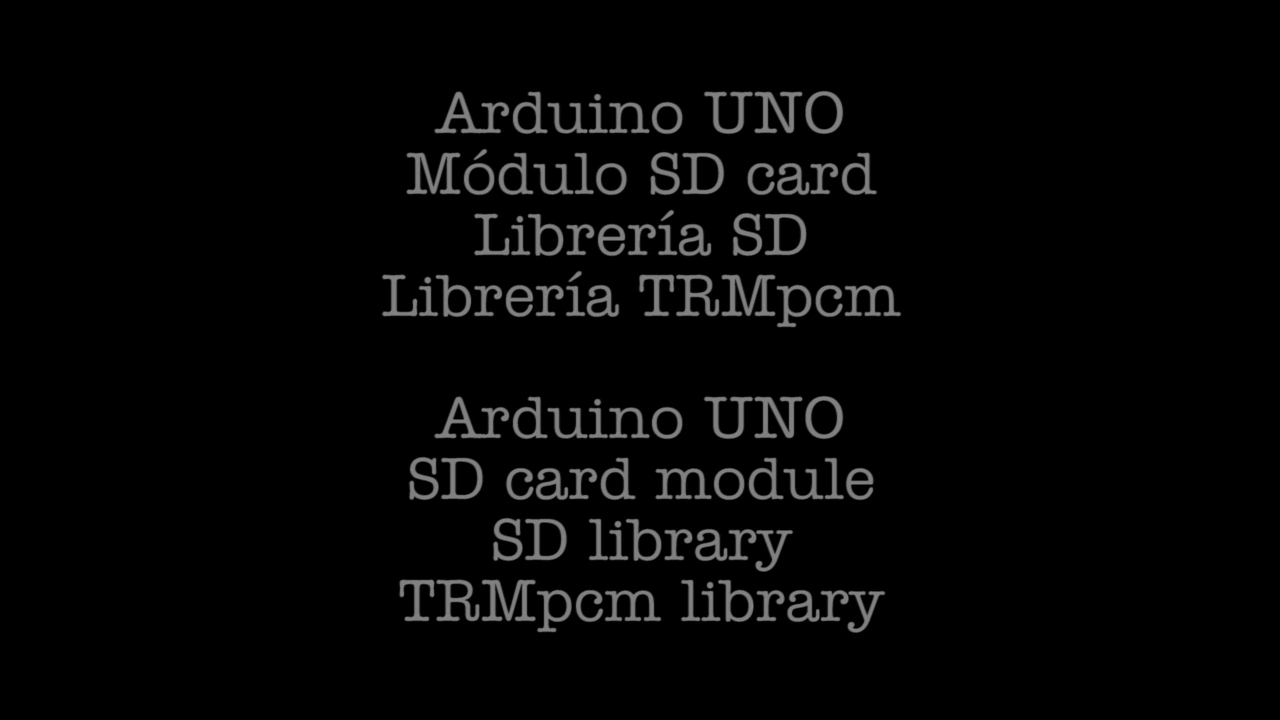 Arduino UNO
Módulo SD card
Librería SD
Librería TRMpcm
Arduino UNO
SD card module
SD library
TRMpcm library